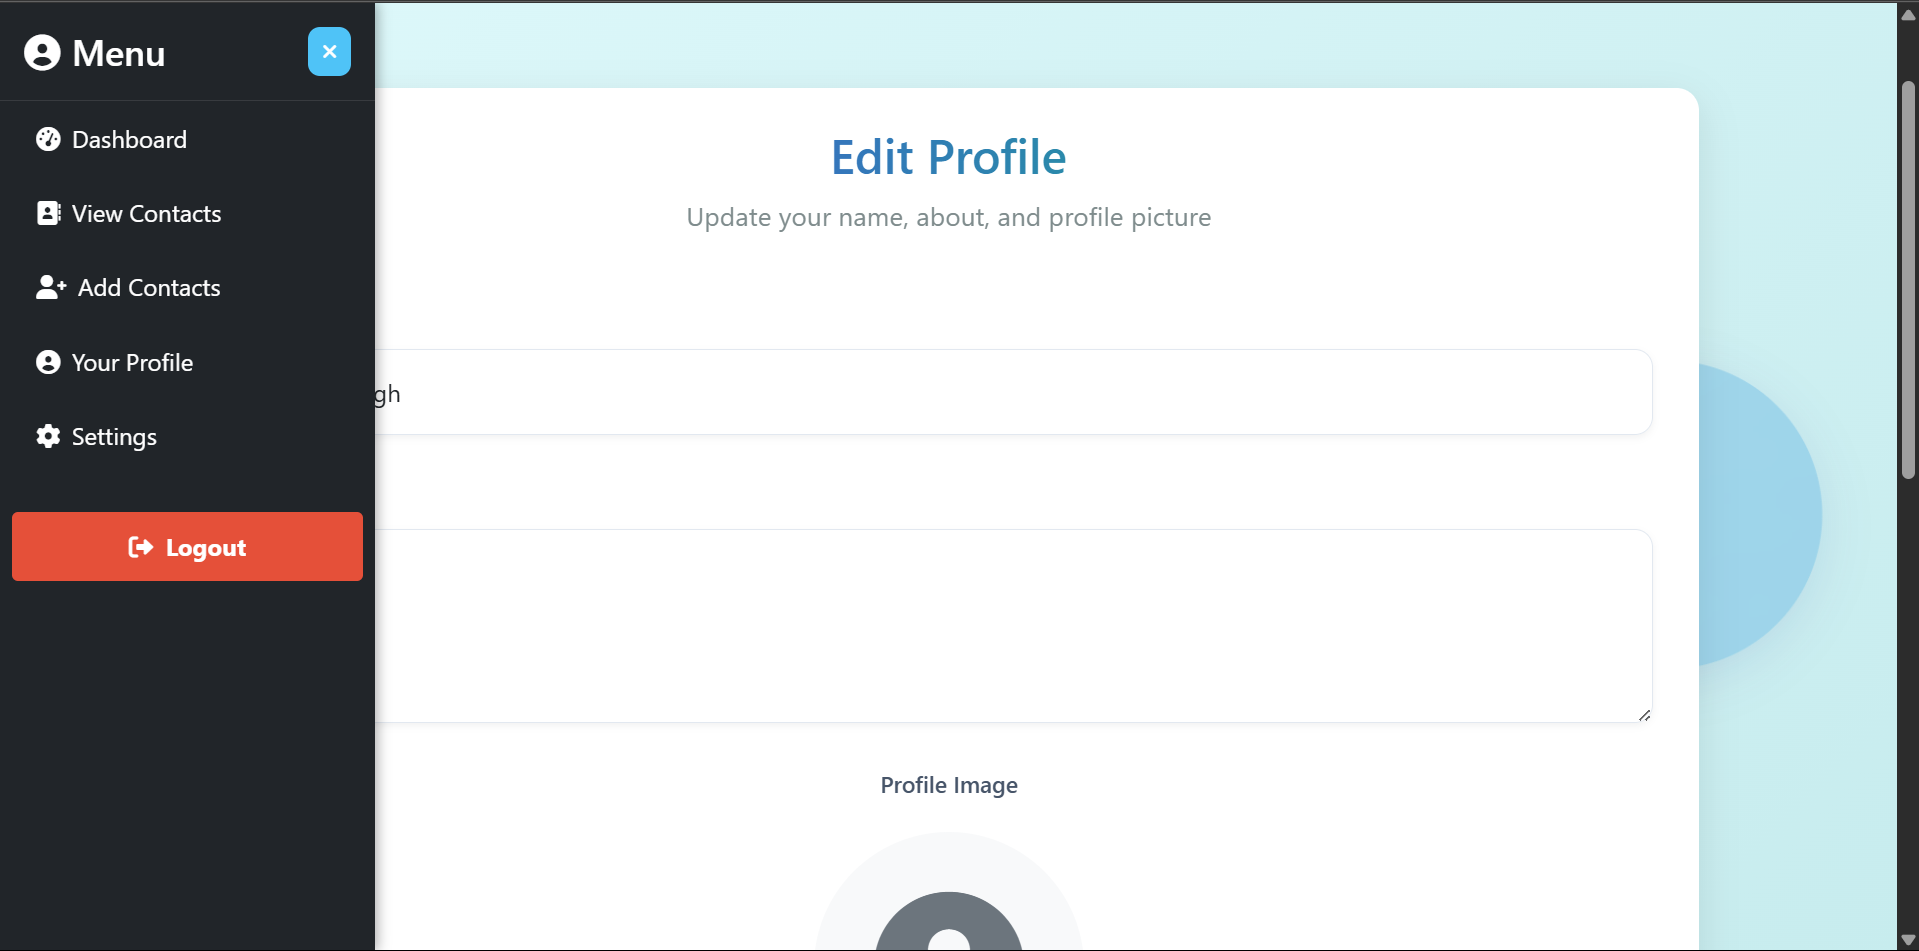 Menu
Dashboard
View Contacts
Add Contacts
Your Profile
Settings
Logout
Edit Profile
Update your name, about, and profile picture
gh
Profile Image